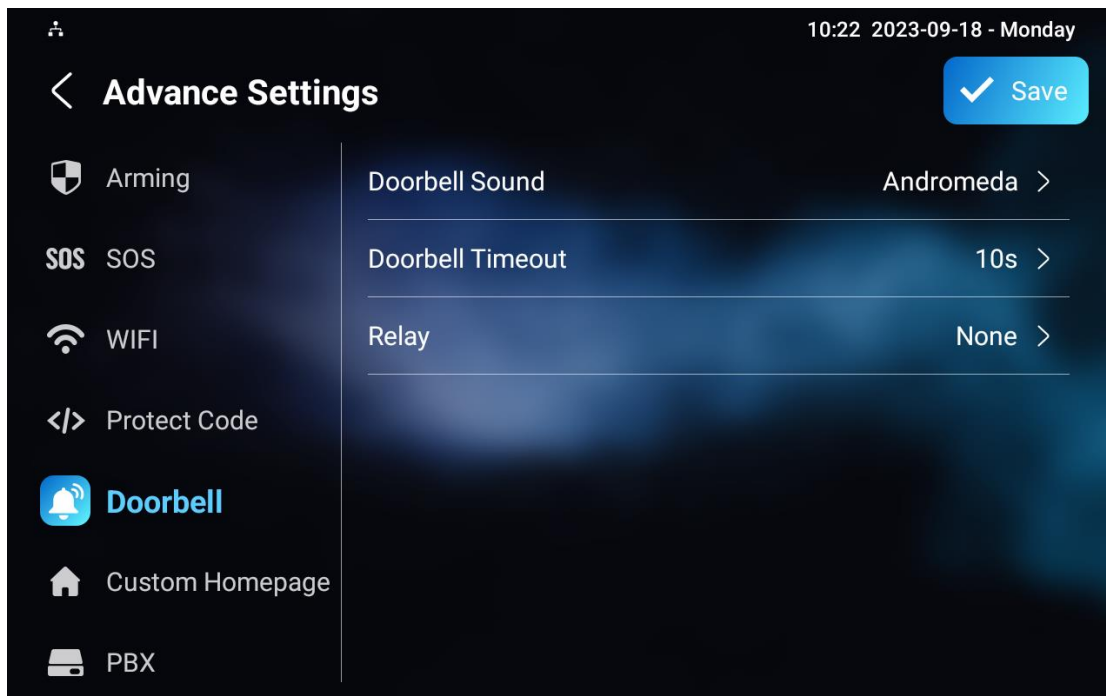 10:22 2023-09-18 - Monday
Advance Settings
Save
Arming
SOS SOS
WIFI
</> Protect Code
Doorbell
Custom Homepage
PBX
Doorbell Sound Andromeda
Doorbell Timeout 10s
Relay None